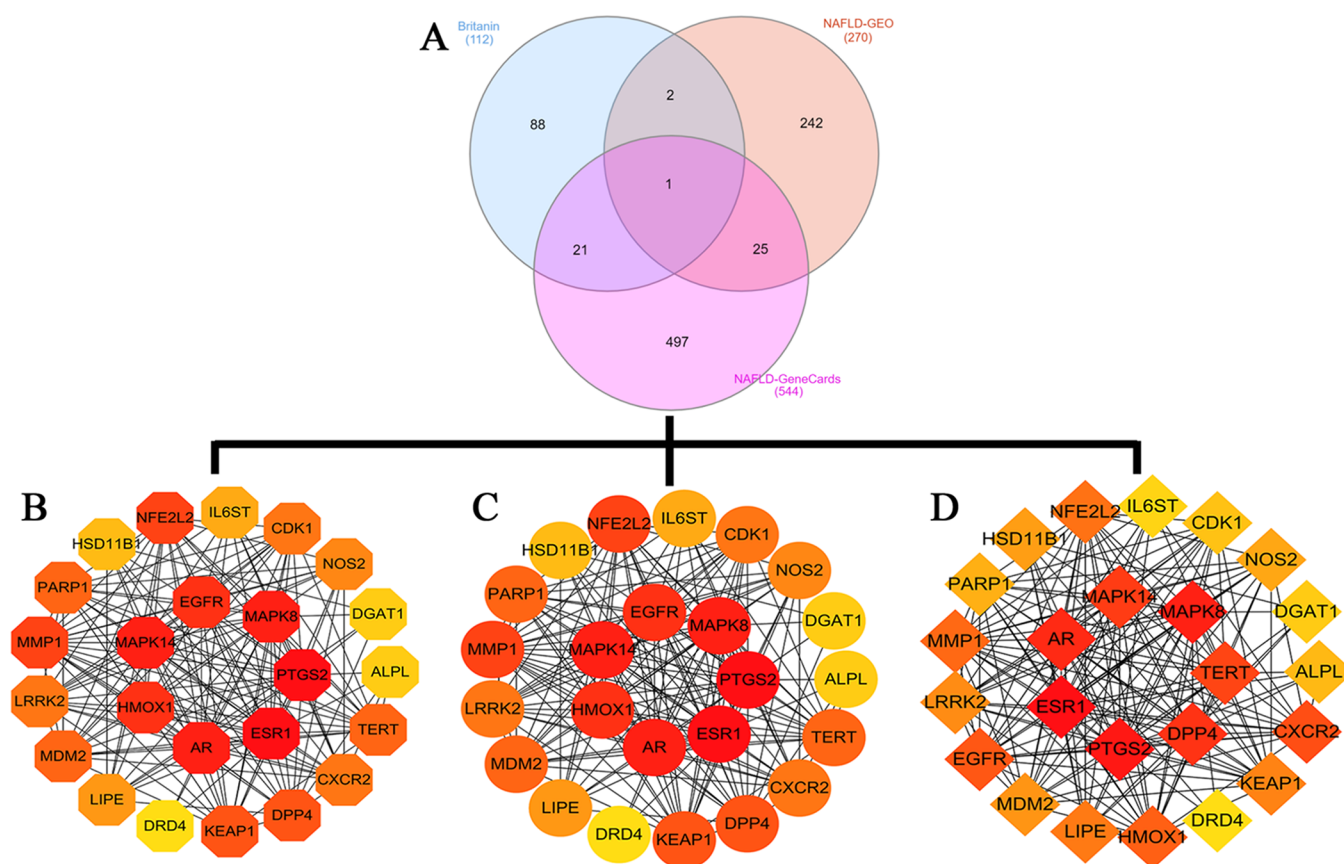 A
Britanin
(112)
NAFLD-GEO
(270)
88
2
242
1
21
25
497
NAFLD-GeneCards
(544)
B
NFE2L2
IL6ST
CDK1
HSD11B1
NOS2
PARP1
EGFR
MAPK8
DGAT1
MMP1
MAPK14
PTGS2
ALPL
LRRK2
HMOX1
ESR1
TERT
MDM2
AR
CXCR2
LIPE
DRD4
KEAP1
DPP4
C
NFE2L2
IL6ST
CDK1
HSD11B1
NOS2
PARP1
EGFR
MAPK8
DGAT1
MMP1
MAPK14
PTGS2
ALPL
LRRK2
HMOX1
ESR1
TERT
MDM2
AR
CXCR2
LIPE
DRD4
KEAP1
DPP4
D
NFE2L2
IL6ST
CDK1
HSD11B1
NOS2
PARP1
MAPK14
MAPK8
DGAT1
MMP1
AR
TERT
ALPL
LRRK2
ESR1
DPP4
CXCR2
EGFR
PTGS2
KEAP1
MDM2
LIPE
HMOX1
DRD4